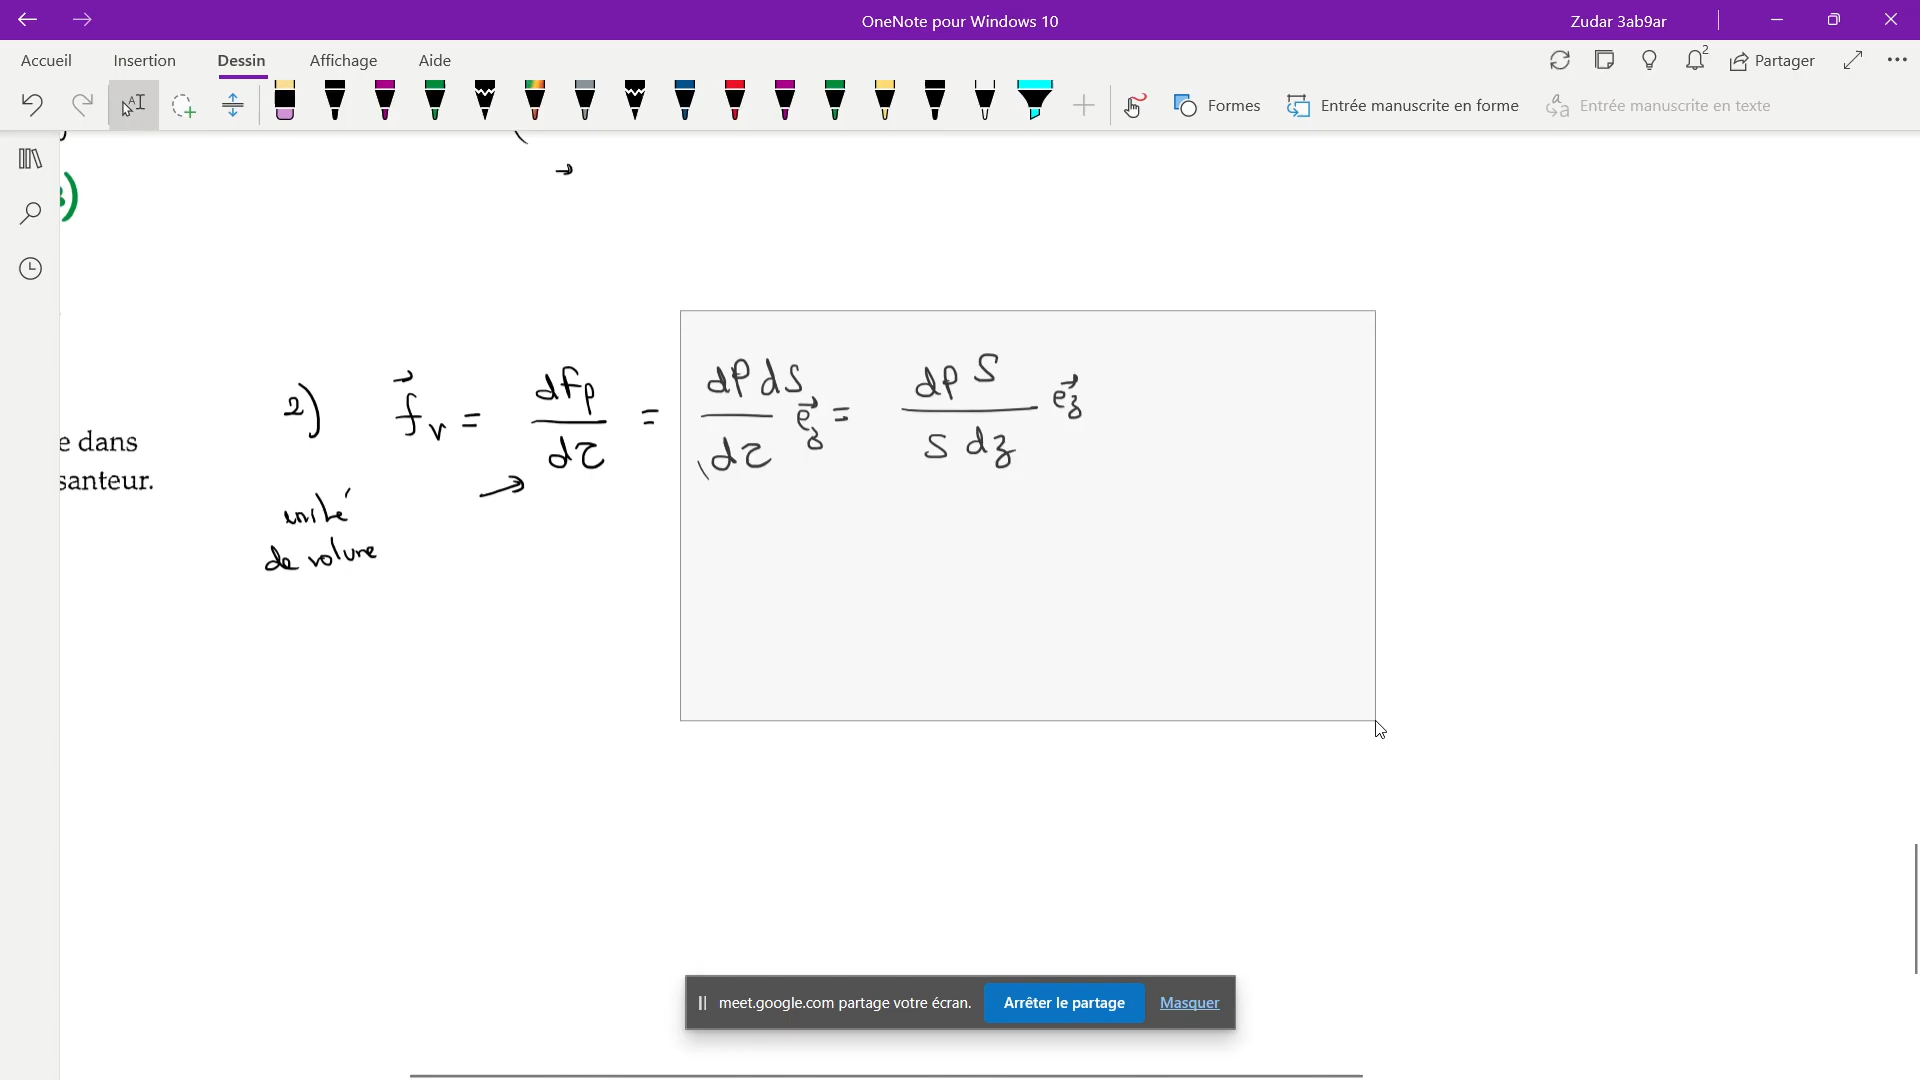 OneNote pour Windows 10
Zudar 3ab9ar
Accueil
Insertion
Dessin
Affichage
Aide
2
Partager
Formes
Entrée manuscrite en forme
Entrée manuscrite en texte
e dans
santeur.
2) f⃗ᵥ = dFp/dτ = dP dS/dτ e⃗z = dp S/S dz e⃗z
unité
de volume
meet.google.com partage votre écran.
Arrêter le partage
Masquer